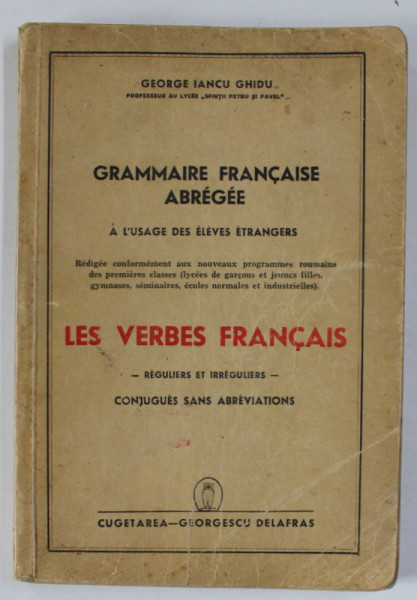 GEORGE IANCU GHIDU
PROFESSEUR AU LYCÉE „SFINȚII PETRU ȘI PAVEL"
GRAMMAIRE FRANÇAISE
ABRÉGÉE
À L'USAGE DES ÉLÉVES ÉTRANGERS
Rédigée conformément aux nouveaux programmes roumains
des premières classes (lycées de garçons et jeunes filles,
gymnases, séminaires, écoles normales et industrielles).
LES VERBES FRANÇAIS
— RÉGULIERS ET IRRÉGULIERS —
CONJUGUÉS SANS ABRÉVIATIONS
CUGETAREA—GEORGESCU DELAFRAS